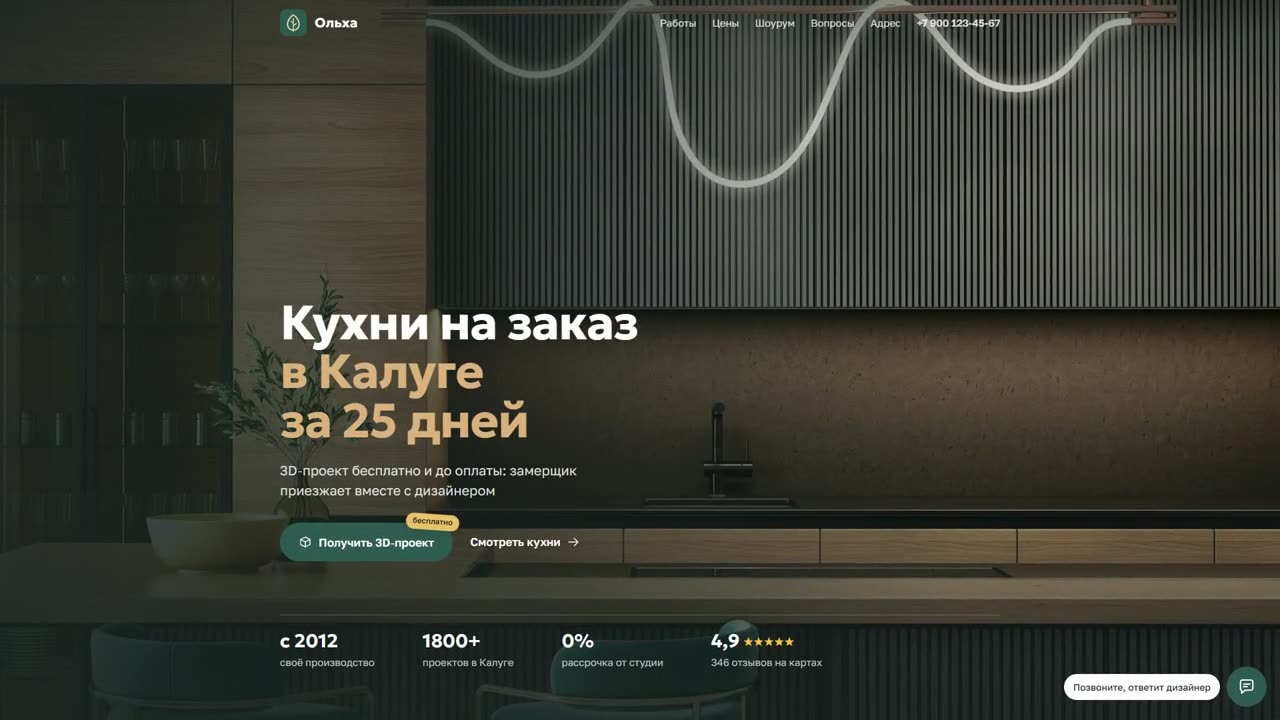 Ольха
Работы Цены Шоурум Вопросы Адрес +7 900 123-45-67
Кухни на заказ
в Калуге
за 25 дней
3D-проект бесплатно и до оплаты: замерщик
приезжает вместе с дизайнером
бесплатно
Получить 3D-проект
Смотреть кухни →
с 2012
своё производство
1800+
проектов в Калуге
0%
рассрочка от студии
4,9 ★★★★★
346 отзывов на картах
Позвоните, ответит дизайнер